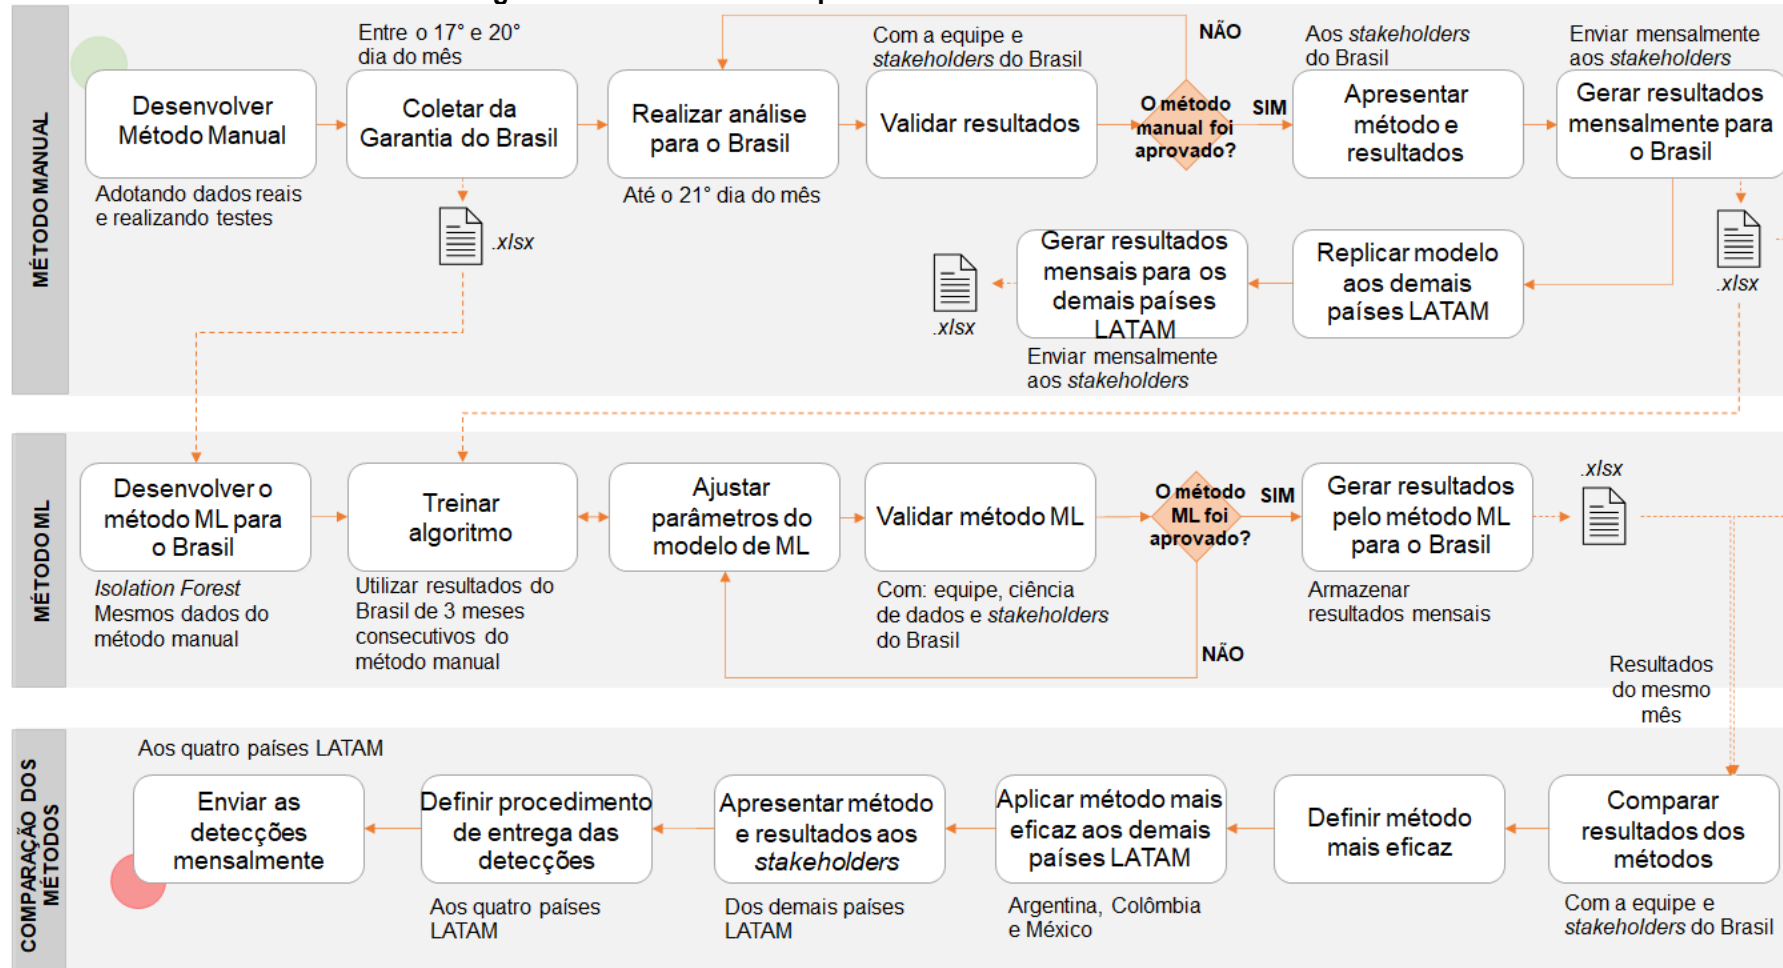 MÉTODO MANUAL
Entre o 17° e 20°
dia do mês
Com a equipe e
stakeholders do Brasil
NÃO
Aos stakeholders
do Brasil
Enviar mensalmente
aos stakeholders
Desenvolver
Método Manual
Coletar da
Garantia do Brasil
Realizar análise
para o Brasil
Validar resultados
O método
manual foi
aprovado?
SIM
Apresentar
método e
resultados
Gerar resultados
mensalmente para
o Brasil
Adotando dados reais
e realizando testes
.xlsx
Até o 21° dia do mês
.xlsx
Gerar resultados
mensais para os
demais países
LATAM
Replicar modelo
aos demais
países LATAM
.xlsx
Enviar mensalmente
aos stakeholders
MÉTODO ML
Desenvolver o
método ML para
o Brasil
Treinar
algoritmo
Ajustar
parâmetros do
modelo de ML
Validar método ML
O método
ML foi
aprovado?
SIM
Gerar resultados
pelo método ML
para o Brasil
.xlsx
Isolation Forest
Mesmos dados do
método manual
Utilizar resultados do
Brasil de 3 meses
consecutivos do
método manual
Com: equipe, ciência
de dados e stakeholders
do Brasil
NÃO
Armazenar
resultados mensais
Resultados
do mesmo
mês
COMPARAÇÃO DOS
MÉTODOS
Aos quatro países LATAM
Enviar as
detecções
mensalmente
Definir procedimento
de entrega das
detecções
Apresentar método
e resultados aos
stakeholders
Aplicar método mais
eficaz aos demais
países LATAM
Definir método
mais eficaz
Comparar
resultados dos
métodos
Aos quatro países
LATAM
Dos demais países
LATAM
Argentina, Colômbia
e México
Com a equipe e
stakeholders do Brasil